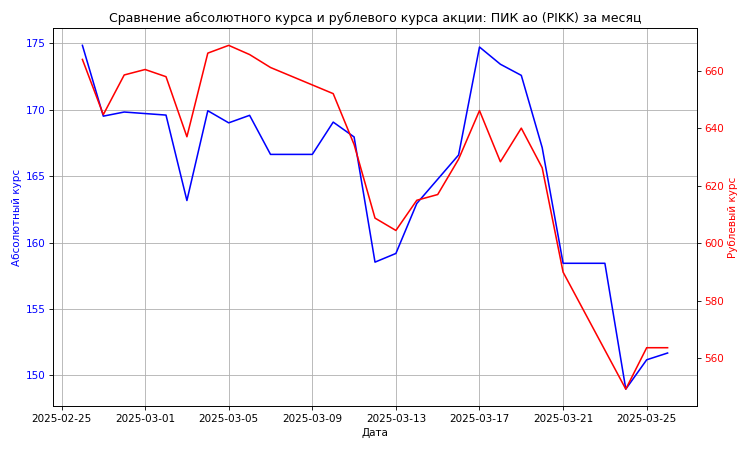 Сравнение абсолютного курса и рублевого курса акции: ПИК ао (PIKK) за месяц
Абсолютный курс
175
170
165
160
155
150
660
640
620
600
580
560
Рублевый курс
2025-02-25 2025-03-01 2025-03-05 2025-03-09 2025-03-13 2025-03-17 2025-03-21 2025-03-25
Дата